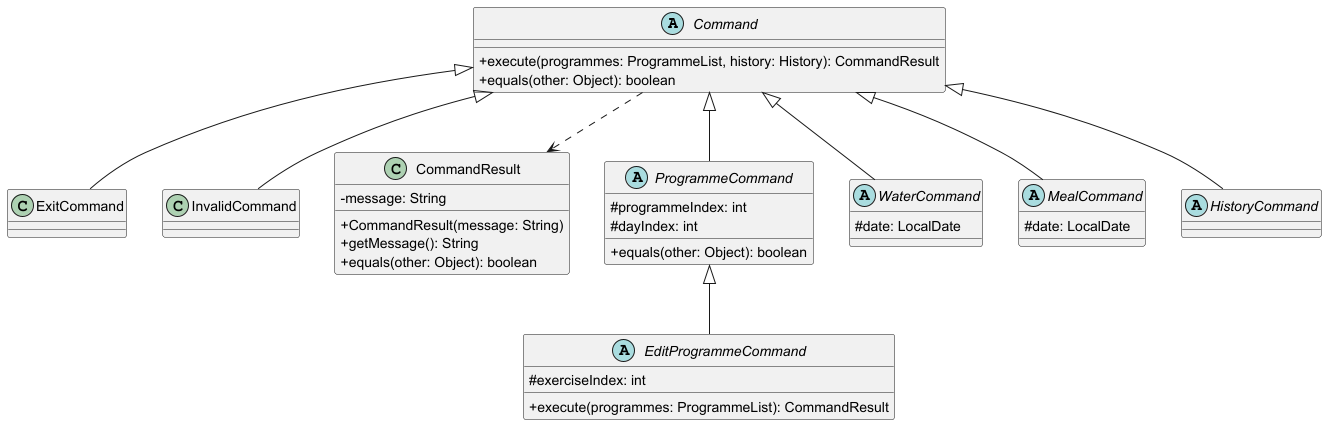 A Command
+execute(programmes: ProgrammeList, history: History): CommandResult
+equals(other: Object): boolean
C ExitCommand
C InvalidCommand
C CommandResult
-message: String
+CommandResult(message: String)
+getMessage(): String
+equals(other: Object): boolean
A ProgrammeCommand
#programmeIndex: int
#dayIndex: int
+equals(other: Object): boolean
A WaterCommand
#date: LocalDate
A MealCommand
#date: LocalDate
A HistoryCommand
A EditProgrammeCommand
#exerciseIndex: int
+execute(programmes: ProgrammeList): CommandResult